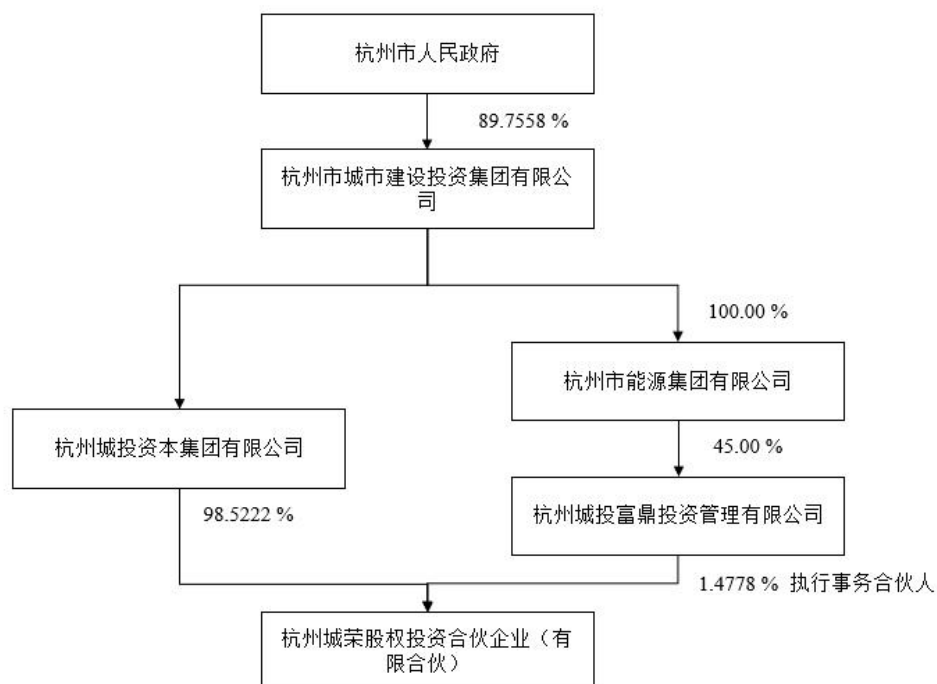 杭州市人民政府
89.7558 %
杭州市城市建设投资集团有限公
司
100.00 %
杭州市能源集团有限公司
杭州城投资本集团有限公司
45.00 %
98.5222 %
杭州城投富鼎投资管理有限公司
1.4778 % 执行事务合伙人
杭州城荣股权投资合伙企业（有
限合伙）